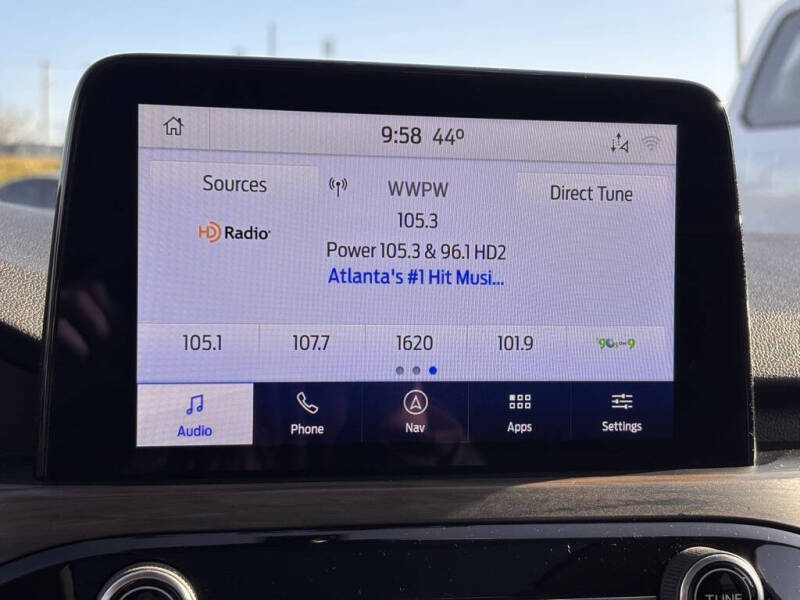 9:58 44°
Sources
WWPW
Direct Tune
HD Radio
105.3
Power 105.3 & 96.1 HD2
Atlanta's #1 Hit Musi...
105.1 107.7 1620 101.9
Audio Phone Nav Apps Settings
TUNE